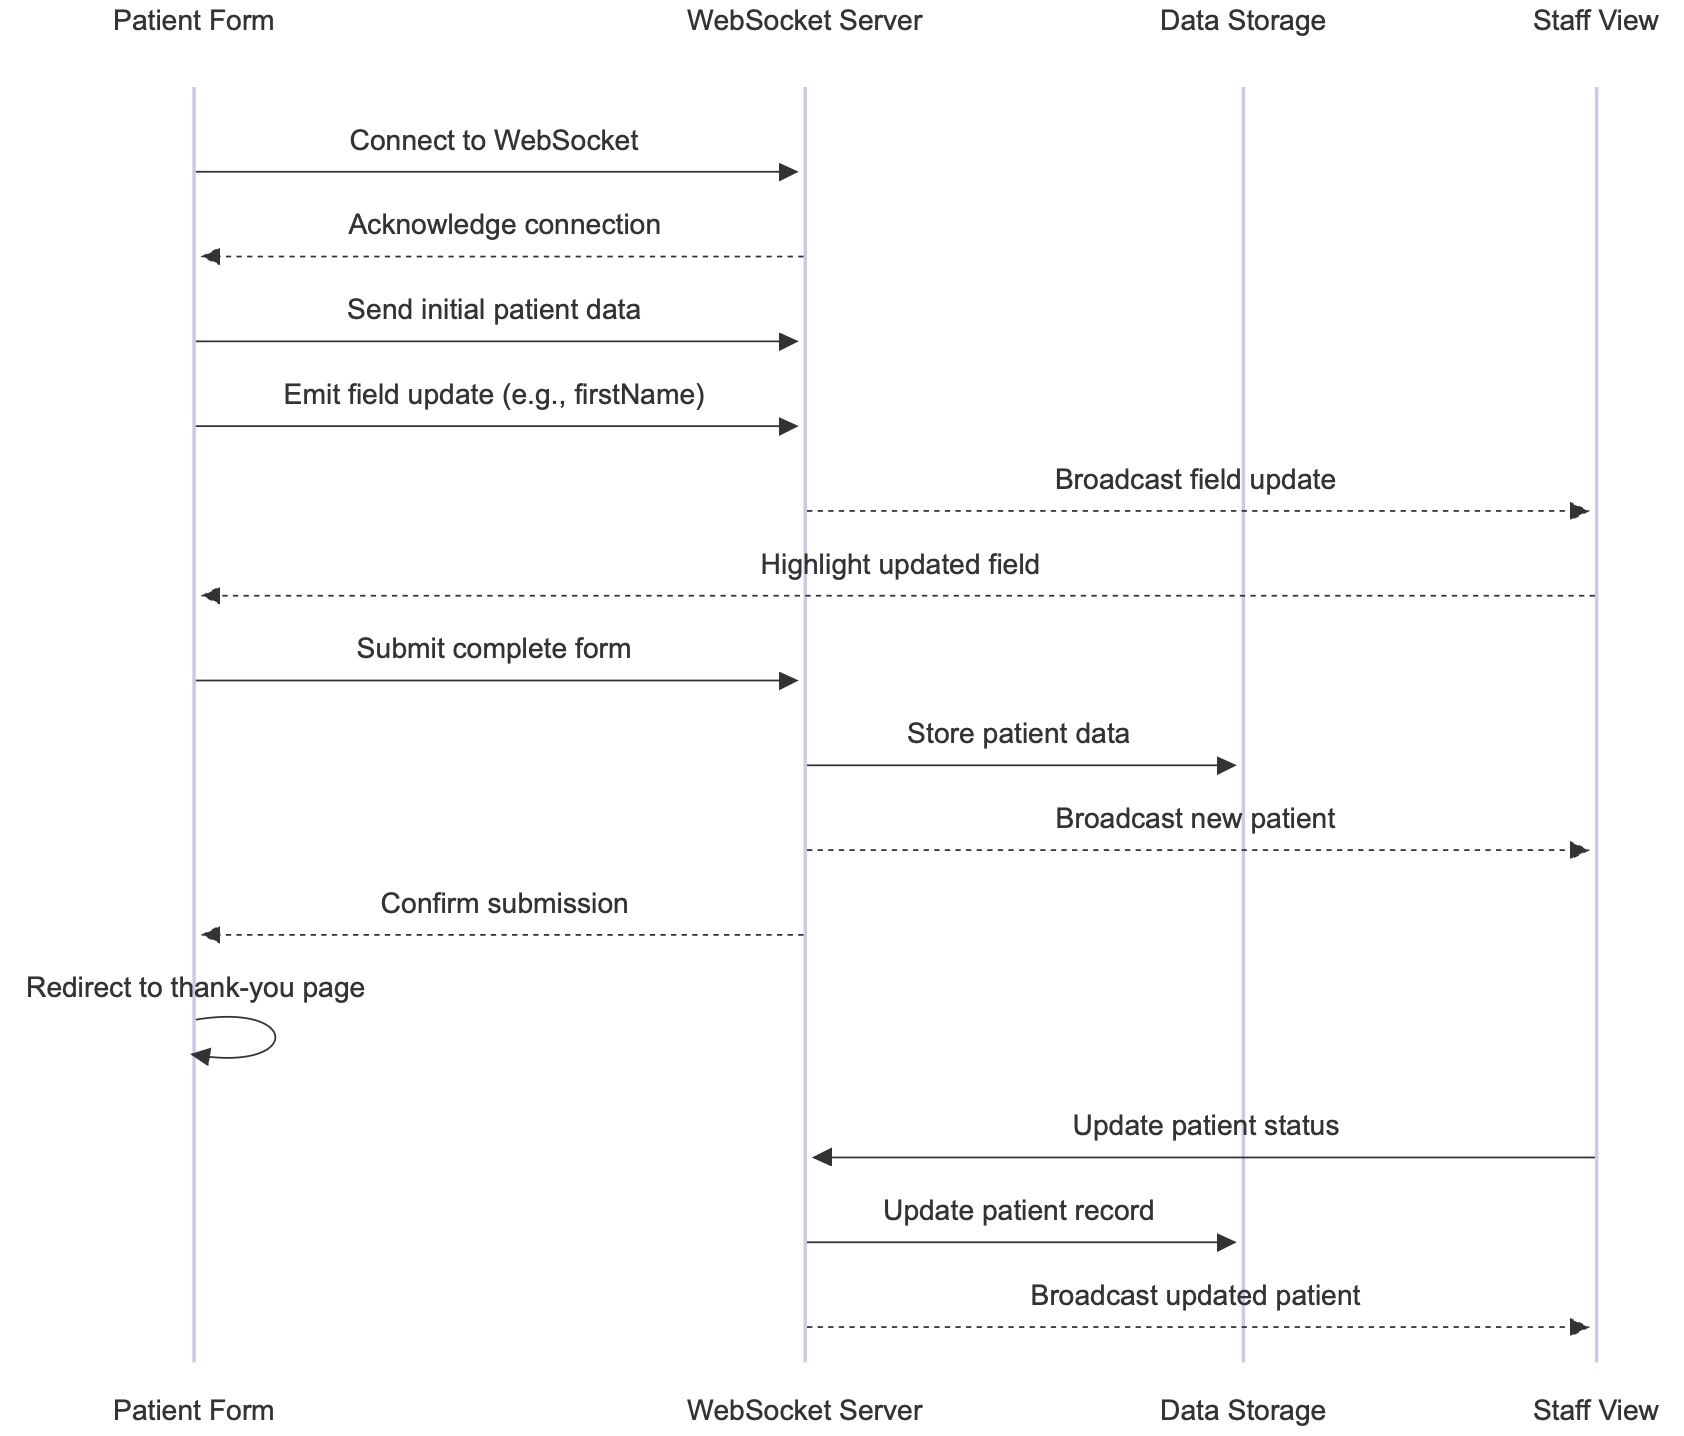 Patient Form
WebSocket Server
Data Storage
Staff View
Connect to WebSocket
Acknowledge connection
Send initial patient data
Emit field update (e.g., firstName)
Broadcast field update
Highlight updated field
Submit complete form
Store patient data
Broadcast new patient
Confirm submission
Redirect to thank-you page
Update patient status
Update patient record
Broadcast updated patient
Patient Form
WebSocket Server
Data Storage
Staff View